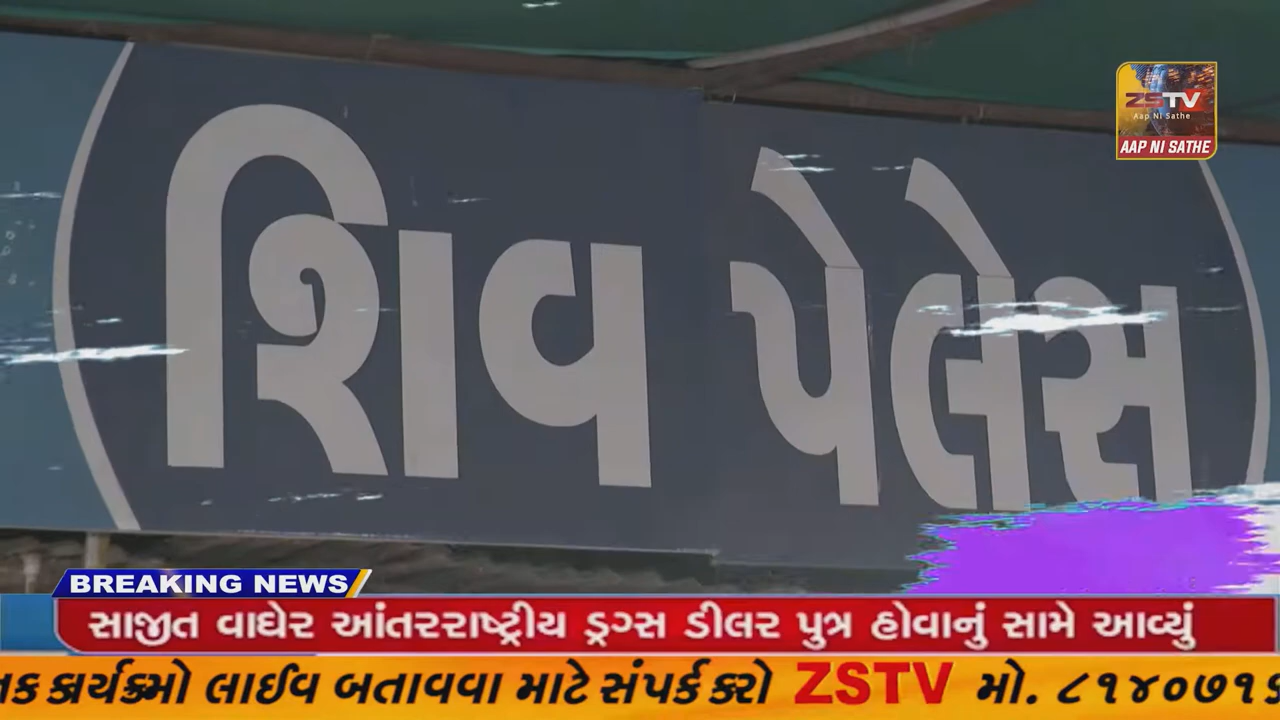 શિવ પેલેસ
ZSTV
Aap Ni Sathe
AAP NI SATHE
BREAKING NEWS
સાજીત વાઘેર આંતરરાષ્ટ્રીય ડ્રગ્સ ડીલર પુત્ર હોવાનું સામે આવ્યું
કાર્યક્રમો લાઈવ બતાવવા માટે સંપર્ક કરો ZSTV મો. ૮૧૪૦૭૧